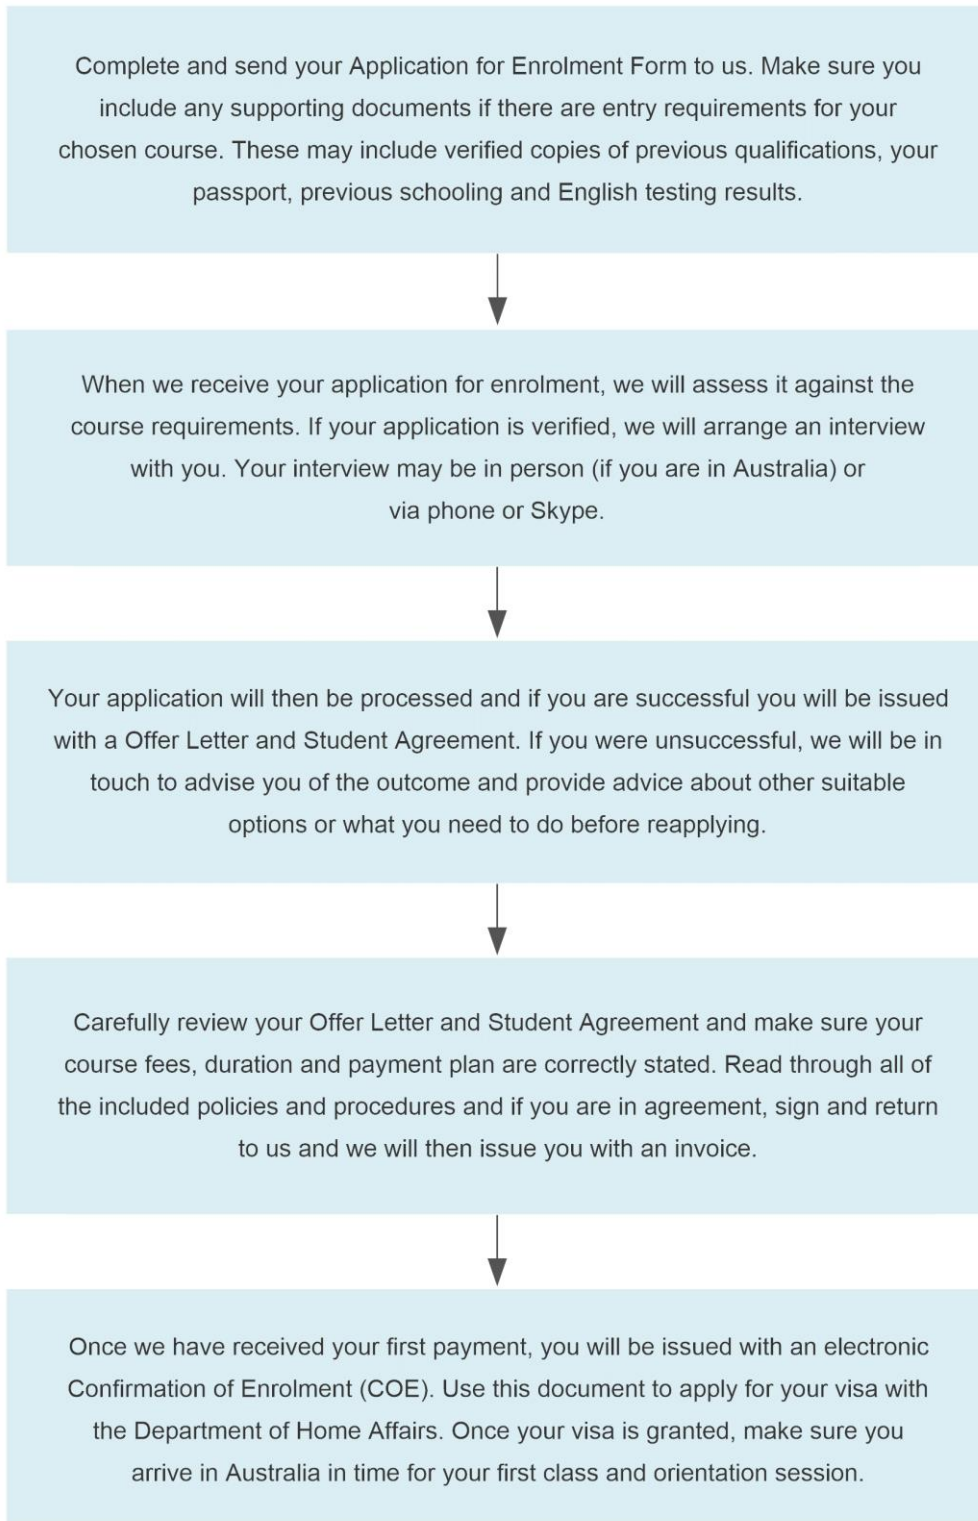 Complete and send your Application for Enrolment Form to us. Make sure you
include any supporting documents if there are entry requirements for your
chosen course. These may include verified copies of previous qualifications, your
passport, previous schooling and English testing results.
When we receive your application for enrolment, we will assess it against the
course requirements. If your application is verified, we will arrange an interview
with you. Your interview may be in person (if you are in Australia) or
via phone or Skype.
Your application will then be processed and if you are successful you will be issued
with a Offer Letter and Student Agreement. If you were unsuccessful, we will be in
touch to advise you of the outcome and provide advice about other suitable
options or what you need to do before reapplying.
Carefully review your Offer Letter and Student Agreement and make sure your
course fees, duration and payment plan are correctly stated. Read through all of
the included policies and procedures and if you are in agreement, sign and return
to us and we will then issue you with an invoice.
Once we have received your first payment, you will be issued with an electronic
Confirmation of Enrolment (COE). Use this document to apply for your visa with
the Department of Home Affairs. Once your visa is granted, make sure you
arrive in Australia in time for your first class and orientation session.